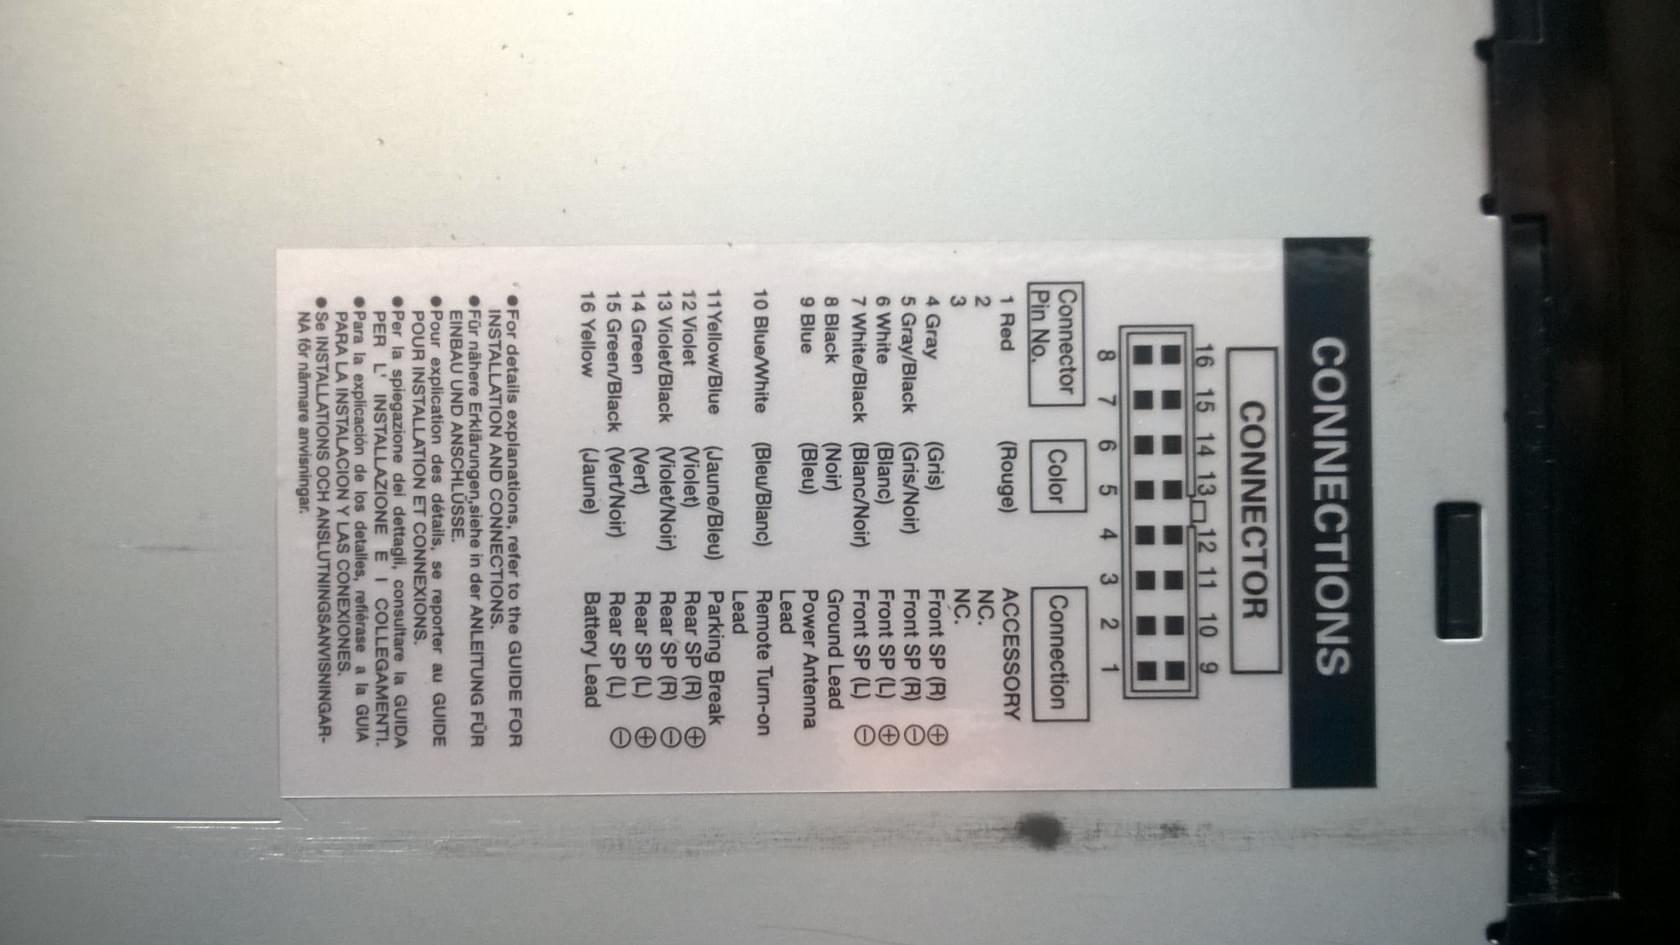 CONNECTIONS
CONNECTOR
16 15 14 13 12 11 10 9
8 7 6 5 4 3 2 1
Connector Pin No. Color Connection
1 Red (Rouge) ACCESSORY
2 NC.
3 NC.
4 Gray (Gris) Front SP (R) ⊕
5 Gray/Black (Gris/Noir) Front SP (R) ⊖
6 White (Blanc) Front SP (L) ⊕
7 White/Black (Blanc/Noir) Front SP (L) ⊖
8 Black (Noir) Ground Lead
9 Blue (Bleu) Power Antenna
Lead
10 Blue/White (Bleu/Blanc) Remote Turn-on
Lead
11Yellow/Blue (Jaune/Bleu) Parking Break
12 Violet (Violet) Rear SP (R) ⊕
13 Violet/Black (Violet/Noir) Rear SP (R) ⊖
14 Green (Vert) Rear SP (L) ⊕
15 Green/Black (Vert/Noir) Rear SP (L) ⊖
16 Yellow (Jaune) Battery Lead
●For details explanations, refer to the GUIDE FOR
INSTALLATION AND CONNECTIONS.
●Für nähere Erklärungen,siehe in der ANLEITUNG FÜR
EINBAU UND ANSCHLÜSSE.
●Pour explication des détails, se reporter au GUIDE
POUR INSTALLATION ET CONNEXIONS.
●Per la spiegazione dei dettagli, consultare la GUIDA
PER L' INSTALLAZIONE E I COLLEGAMENTI.
●Para la explicación de los detalles, refiérase a la GUIA
PARA LA INSTALACION Y LAS CONEXIONES.
●Se INSTALLATIONS OCH ANSLUTNINGSANVISNINGAR-
NA för närmare anvisningar.